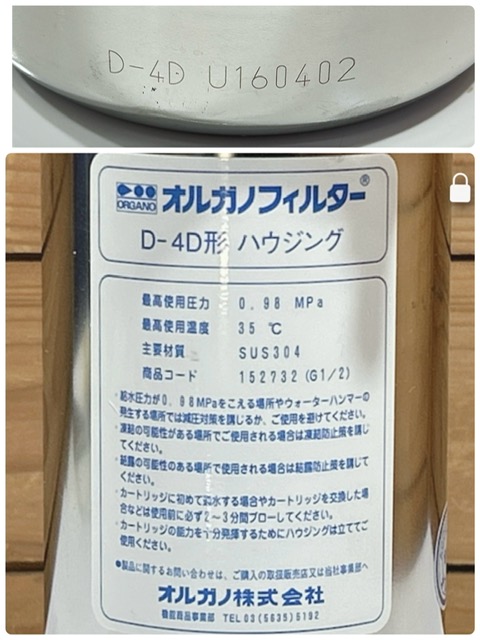 D-4D U160402
ORGANO オルガノフィルター®
D-4D形 ハウジング
最高使用圧力 0.98 MPa
最高使用温度 35 ℃
主要材質 SUS304
商品コード 152732 (G1/2)
・給水圧力が0.98MPaをこえる場所やウォーターハンマーの
発生する場所では減圧対策を講じるか、ご使用を避けてください。
・凍結の可能性がある場所でご使用される場合は凍結防止策を講じ
てください。
・結露の可能性のある場所で使用される場合は結露防止策を講じて
ください。
・カートリッジに初めて通水する場合やカートリッジを交換した場
合などは使用前に必ず2〜3分間ブローしてください。
・カートリッジの能力を十分発揮するためにハウジングは立ててご
使用ください。
●製品に関するお問い合わせは、ご購入の取扱販売店又は当社事業部へ
オルガノ株式会社
機能商品事業部 TEL03(5635)5192